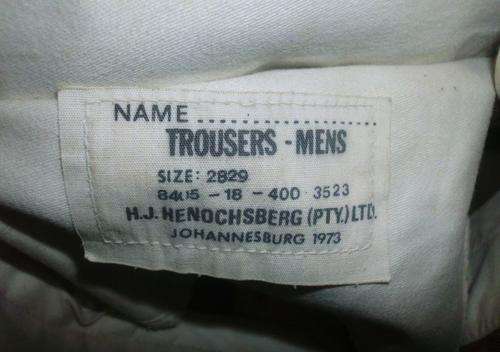 NAME..............................
TROUSERS - MENS
SIZE: 2829
8405 - 18 - 400 3523
H.J. HENOCHSBERG (PTY.) LTD.
JOHANNESBURG 1973